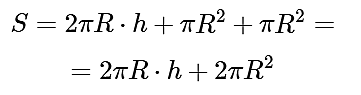 S = 2πR · h + πR² + πR² =
= 2πR · h + 2πR²